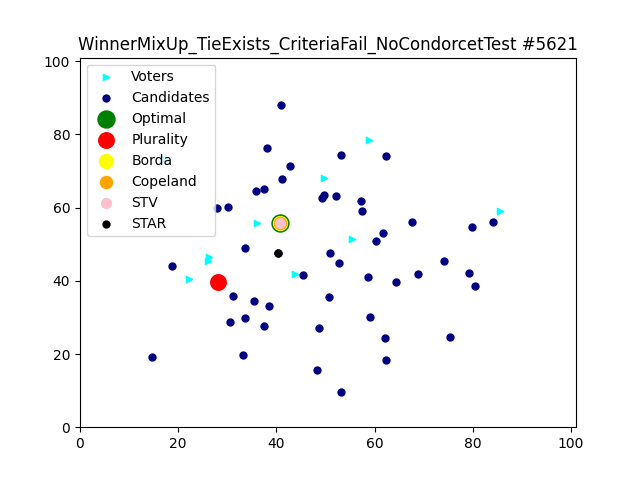 WinnerMixUp_TieExists_CriteriaFail_NoCondorcetTest #5621
100
80
60
40
20
0
Voters
Candidates
Optimal
Plurality
Borda
Copeland
STV
STAR
0 20 40 60 80 100